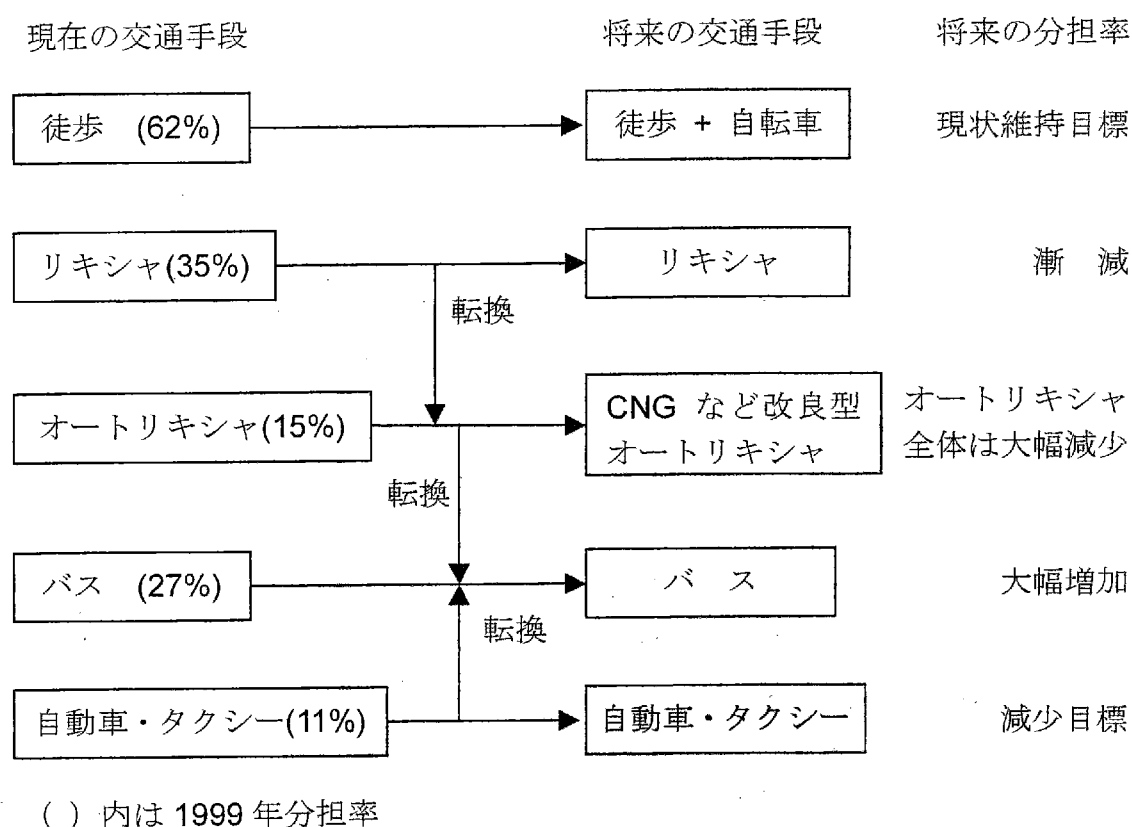 現在の交通手段 将来の交通手段 将来の分担率
徒歩 (62%) 徒歩 + 自転車 現状維持目標
リキシャ(35%) リキシャ 漸 減
転換
オートリキシャ(15%) CNG など改良型 オートリキシャ
オートリキシャ 全体は大幅減少
転換
バス (27%) バ ス 大幅増加
転換
自動車・タクシー(11%) 自動車・タクシー 減少目標
( ) 内は 1999 年分担率